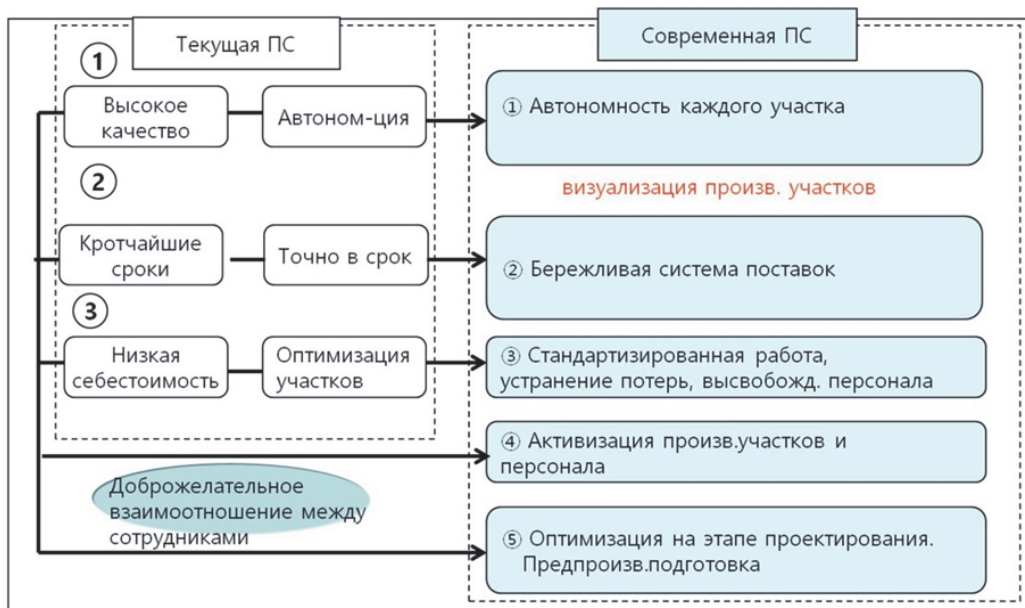 Текущая ПС
Современная ПС
①
Высокое
качество
Автоном-ция
① Автономность каждого участка
визуализация произв. участков
②
Кротчайшие
сроки
Точно в срок
② Бережливая система поставок
③
Низкая
себестоимость
Оптимизация
участков
③ Стандартизированная работа,
устранение потерь, высвобожд. персонала
④ Активизация произв.участков и
персонала
Доброжелательное
взаимоотношение между
сотрудниками
⑤ Оптимизация на этапе проектирования.
Предпроизв.подготовка